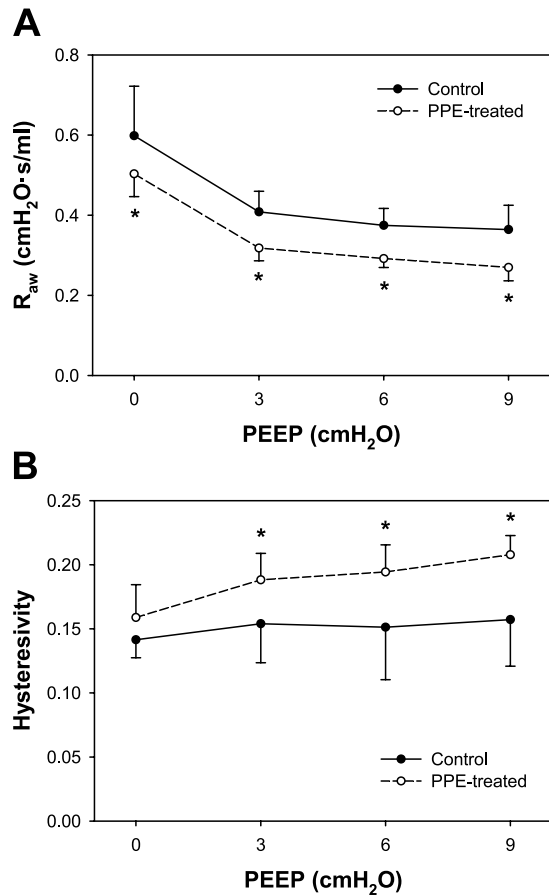 A
0.8
0.6
0.4
0.2
0.0
R_aw (cmH₂O·s/ml)
Control
PPE-treated
*
*
*
*
0 3 6 9
PEEP (cmH₂O)
B
0.25
0.20
0.15
0.10
0.05
0.00
Hysteresivity
*
*
*
Control
PPE-treated
0 3 6 9
PEEP (cmH₂O)